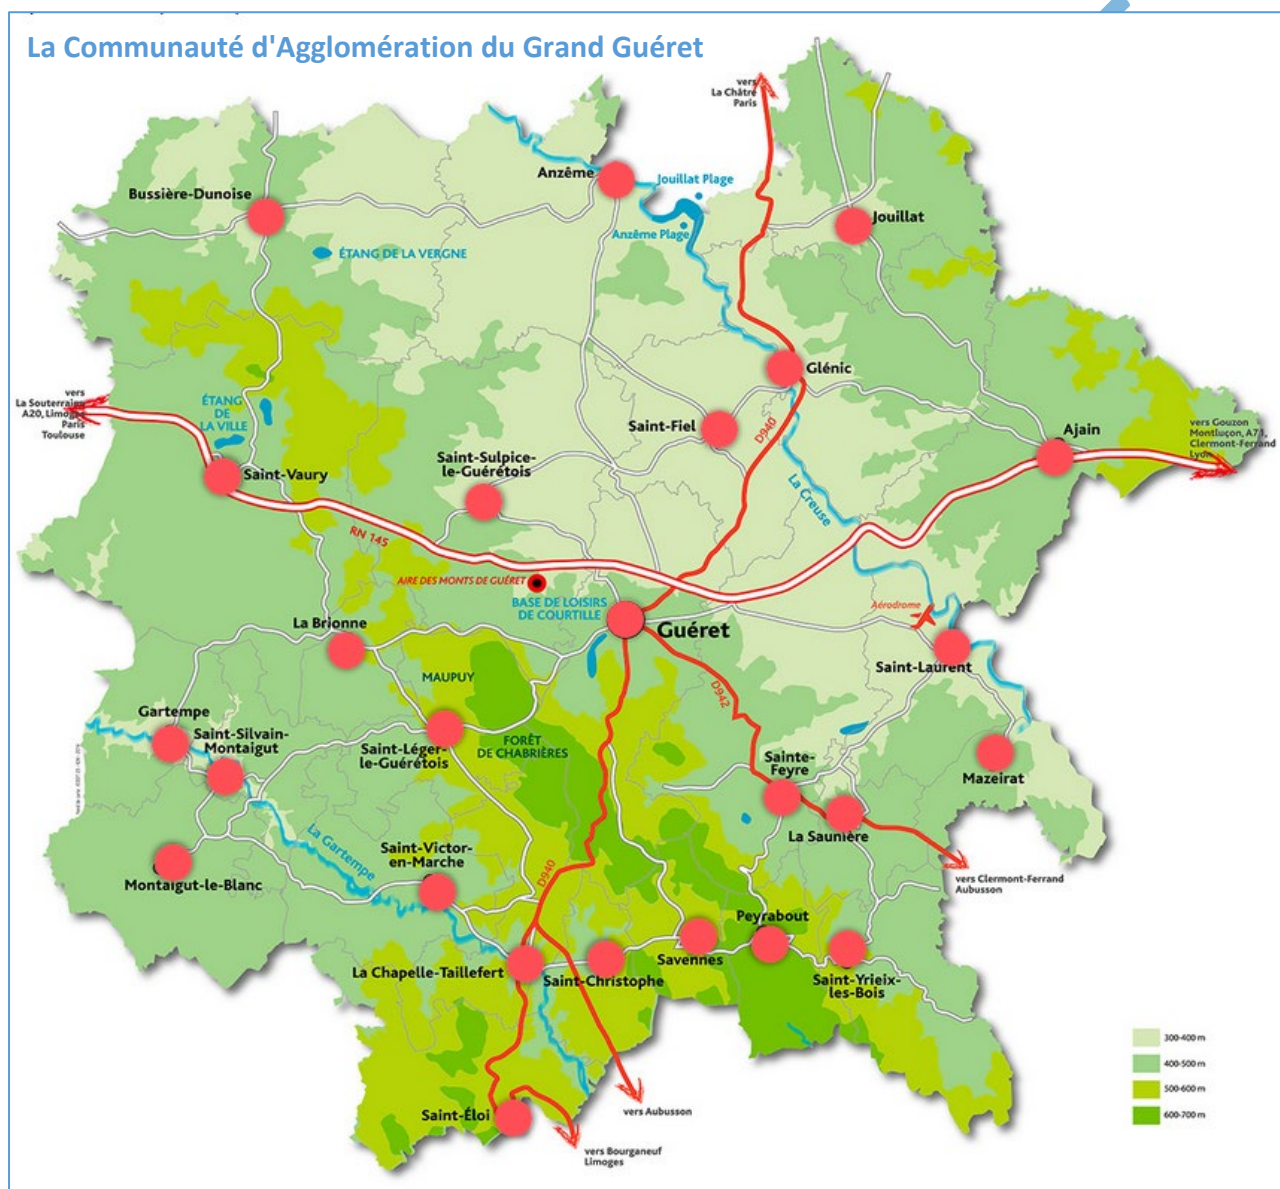 La Communauté d'Agglomération du Grand Guéret
vers
La Châtre
Paris
Anzême
Jouillat Plage
Bussière-Dunoise
Jouillat
Anzême Plage
ÉTANG DE LA VERGNE
Glénic
vers
La Souterraine
A20, Limoges
Paris
Toulouse
ÉTANG
DE
LA VILLE
Saint-Fiel
D940
Ajain
vers Gouzon
Montluçon, A71,
Clermont-Ferrand
Lyon
Saint-Sulpice-
le-Guérétois
Saint-Vaury
La Creuse
RN 145
AIRE DES MONTS DE GUÉRET
BASE DE LOISIRS
DE COURTILLE
Aérodrome
La Brionne
Guéret
Saint-Laurent
MAUPUY
D942
Gartempe
Saint-Silvain-
Montaigut
Saint-Léger-
le-Guérétois
FORÊT
DE CHABRIÈRES
Sainte-
Feyre
Mazeirat
La Saunière
La Gartempe
Saint-Victor-
en-Marche
D940
Montaigut-le-Blanc
vers Clermont-Ferrand
Aubusson
Peyrabout
Savennes
La Chapelle-Taillefert
Saint-Christophe
Saint-Yrieix-
les-Bois
300-400 m
400-500 m
500-600 m
600-700 m
Saint-Éloi
vers Aubusson
vers Bourganeuf
Limoges